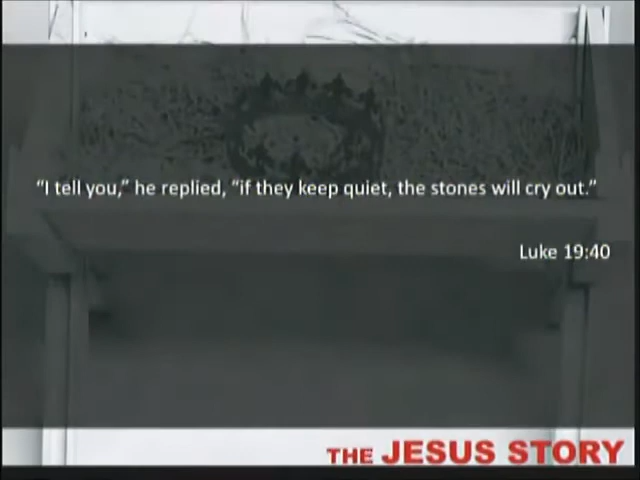 “I tell you,” he replied, “if they keep quiet, the stones will cry out.”
Luke 19:40
THE JESUS STORY